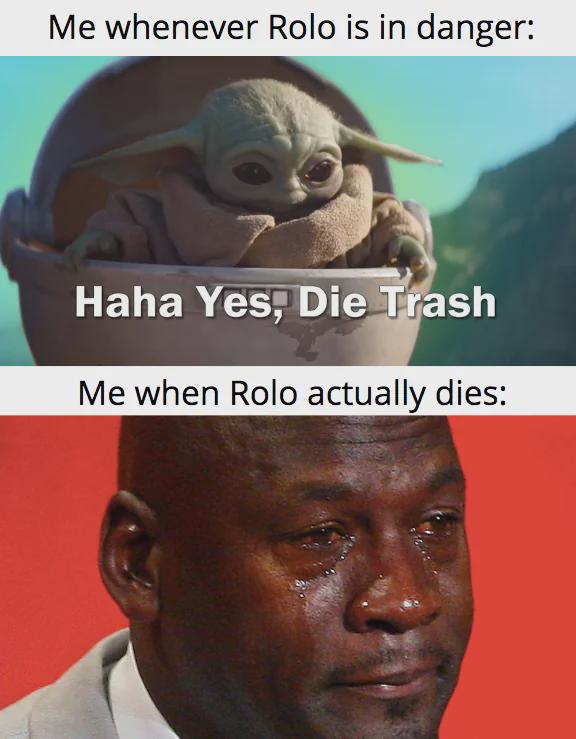 Me whenever Rolo is in danger:
Haha Yes, Die Trash
Me when Rolo actually dies: